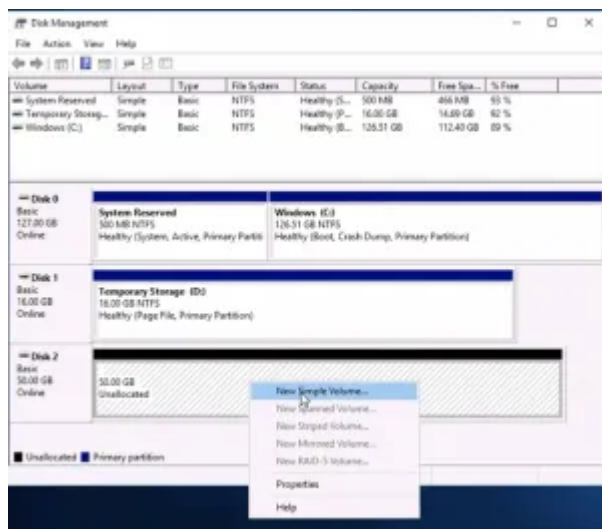 Disk Management
File Action View Help
Volume Layout Type File System Status Capacity Free Spa... % Free
System Reserved Simple Basic NTFS Healthy (S... 500 MB 466 MB 93 %
Temporary Storag... Simple Basic NTFS Healthy (P... 16.00 GB 14.69 GB 92 %
Windows (C:) Simple Basic NTFS Healthy (B... 126.51 GB 112.40 GB 89 %
Disk 0
Basic
127.00 GB
Online
System Reserved
500 MB NTFS
Healthy (System, Active, Primary Partiti
Windows (C:)
126.51 GB NTFS
Healthy (Boot, Crash Dump, Primary Partition)
Disk 1
Basic
16.00 GB
Online
Temporary Storage (D:)
16.00 GB NTFS
Healthy (Page File, Primary Partition)
Disk 2
Basic
50.00 GB
Online
50.00 GB
Unallocated
New Simple Volume...
New Spanned Volume...
New Striped Volume...
New Mirrored Volume...
New RAID-5 Volume...
Properties
Help
Unallocated Primary partition